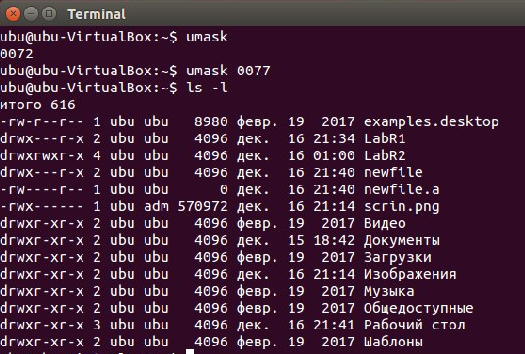 Terminal
ubu@ubu-VirtualBox:~$ umask
0072
ubu@ubu-VirtualBox:~$ umask 0077
ubu@ubu-VirtualBox:~$ ls -l
итого 616
-rw-r--r-- 1 ubu ubu 8980 февр. 19 2017 examples.desktop
drwx---r-x 2 ubu ubu 4096 дек. 16 21:34 LabR1
drwxrwxr-x 4 ubu ubu 4096 дек. 16 01:00 LabR2
drwx---r-x 2 ubu ubu 4096 дек. 16 21:40 newfile
-rw----r-- 1 ubu ubu 0 дек. 16 21:40 newfile.a
-rwx------ 1 ubu adm 570972 дек. 16 21:14 scrin.png
drwxr-xr-x 2 ubu ubu 4096 февр. 19 2017 Видео
drwxr-xr-x 2 ubu ubu 4096 дек. 15 18:42 Документы
drwxr-xr-x 2 ubu ubu 4096 февр. 19 2017 Загрузки
drwxr-xr-x 2 ubu ubu 4096 дек. 16 21:14 Изображения
drwxr-xr-x 2 ubu ubu 4096 февр. 19 2017 Музыка
drwxr-xr-x 2 ubu ubu 4096 февр. 19 2017 Общедоступные
drwxr-xr-x 3 ubu ubu 4096 дек. 16 21:41 Рабочий стол
drwxr-xr-x 2 ubu ubu 4096 февр. 19 2017 Шаблоны